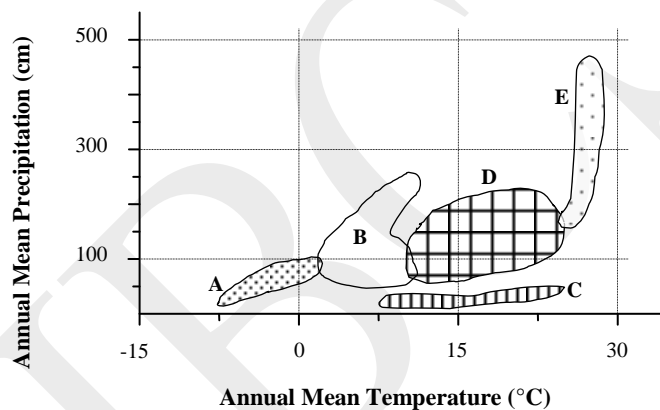 Annual Mean Precipitation (cm)
500
300
100
A
B
C
D
E
-15
0
15
30
Annual Mean Temperature (°C)